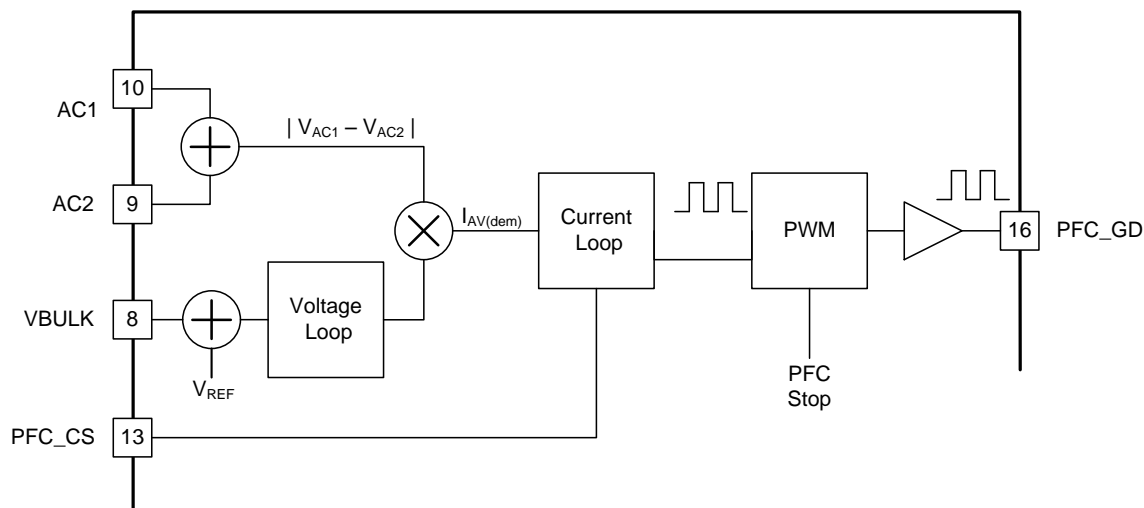 10
AC1
| VAC1 – VAC2 |
AC2
9
IAV(dem)
Current
Loop
PWM
16
PFC_GD
VBULK
8
Voltage
Loop
VREF
PFC
Stop
PFC_CS
13